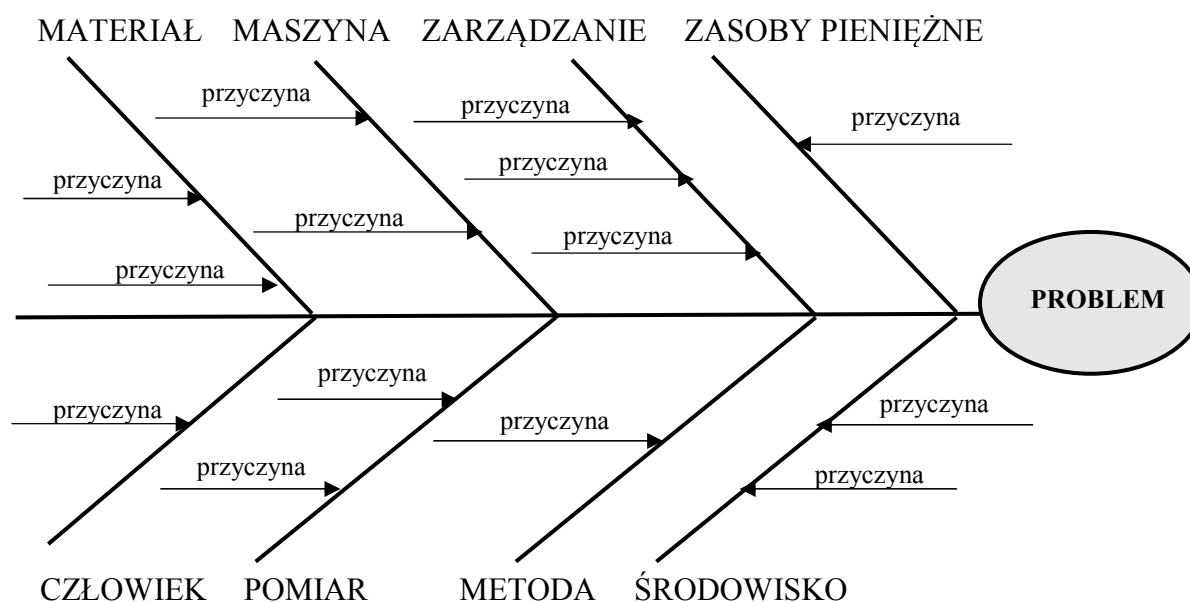 MATERIAŁ MASZYNA ZARZĄDZANIE ZASOBY PIENIĘŻNE
przyczyna
przyczyna
przyczyna
przyczyna
przyczyna
przyczyna
przyczyna
przyczyna
przyczyna
PROBLEM
przyczyna
przyczyna
przyczyna
przyczyna
przyczyna
przyczyna
CZŁOWIEK POMIAR METODA ŚRODOWISKO